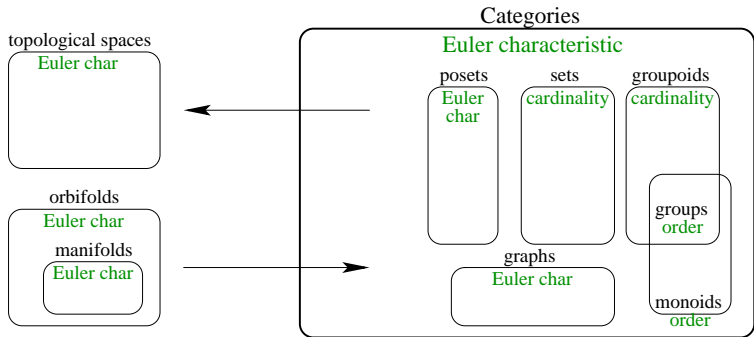 Categories
Euler characteristic
topological spaces
Euler char
posets
Euler
char
sets
cardinality
groupoids
cardinality
orbifolds
Euler char
manifolds
Euler char
groups
order
graphs
Euler char
monoids
order